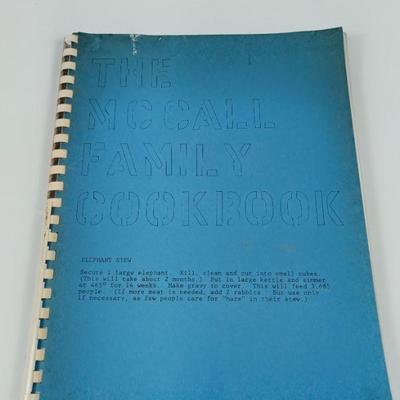 THE
MCCALL
FAMILY
COOKBOOK
ELEPHANT STEW
Secure 1 large elephant. Kill, clean and cut into small cubes.
(This will take about 2 months.) Put in large kettle and simmer
at 465° for 14 weeks. Make gravy to cover. This will feed 3,685
people. (If more meat is needed, add 2 rabbits. But use only
if necessary, as few people care for "hare" in their stew.)